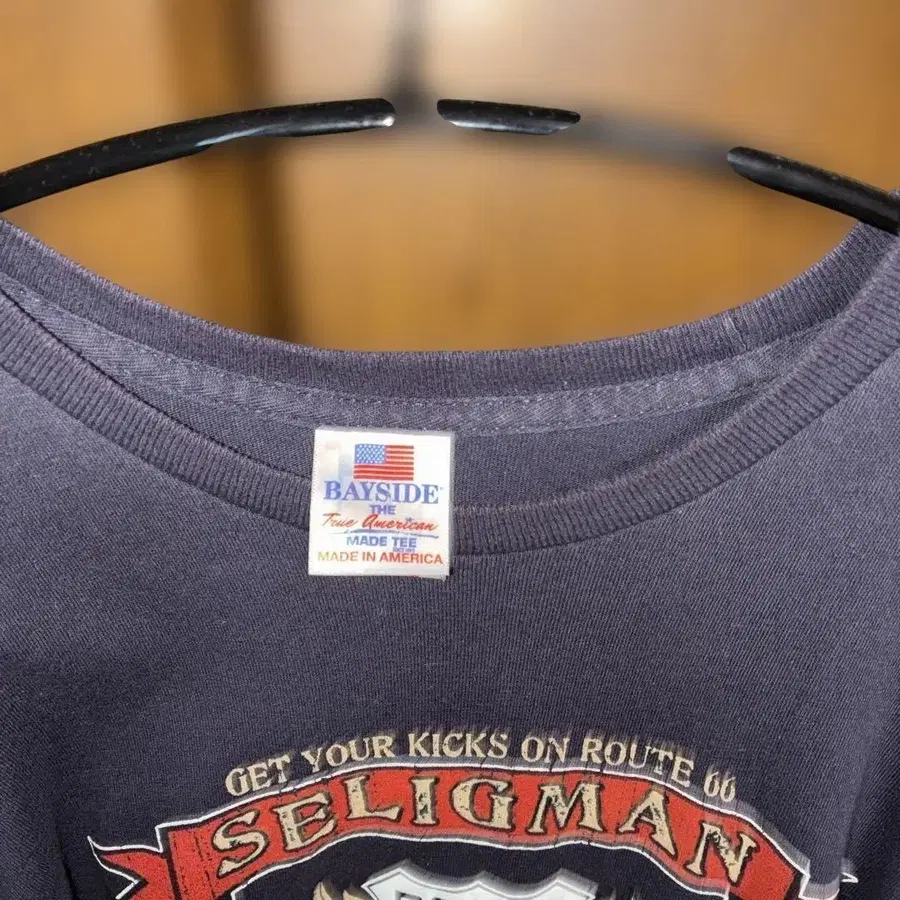 BAYSIDE
THE
True American
MADE TEE
MADE IN AMERICA
GET YOUR KICKS ON ROUTE 66
SELIGMAN